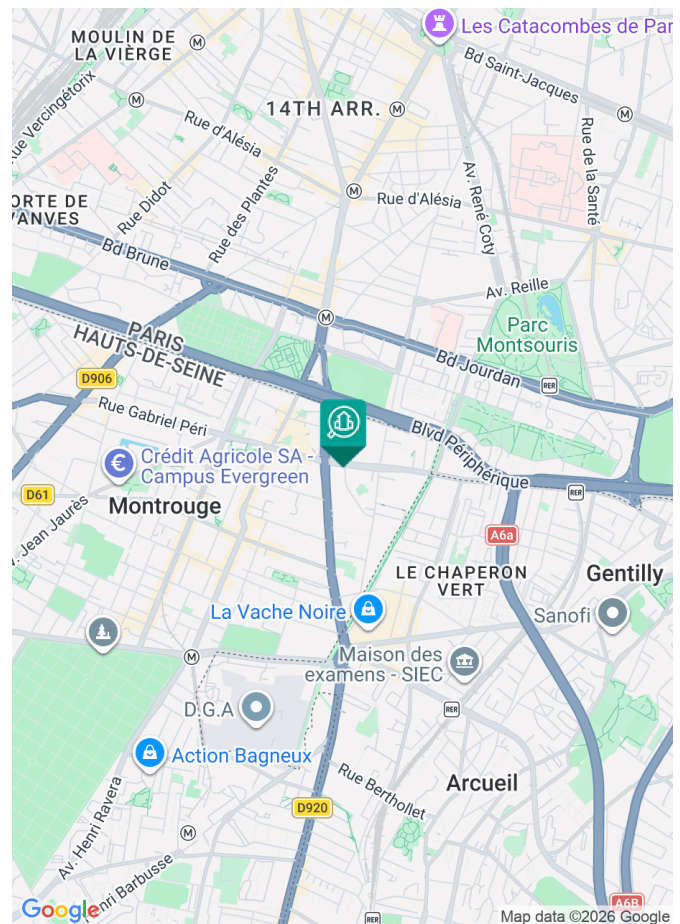 MOULIN DE
LA VIÈRGE
M
Les Catacombes de Par
Bd Saint-Jacques
Rue Vercingétorix
M
14TH ARR.
M
M
Rue d'Alésia
Rue de la Santé
M
Rue d'Alésia
Av. René Coty
ORTE DE
VANVES
Rue Didot
Rue des Plantes
Bd Brune
Av. Reille
M
PARIS
HAUTS-DE-SEINE
Parc
Montsouris
Bd Jourdan
RER
D906
Rue Gabriel Péri
Blvd Périphérique
Crédit Agricole SA -
Campus Evergreen
D61
Montrouge
RER
A6a
Jean Jaurès
LE CHAPERON
VERT
Gentilly
La Vache Noire
Sanofi
M
Maison des
examens - SIEC
D.G.A
RER
Action Bagneux
Rue Berthollet
Arcueil
D920
Av. Henri Ravera
M
Henri Barbusse
RER
A6B
Google
Map data ©2026 Google